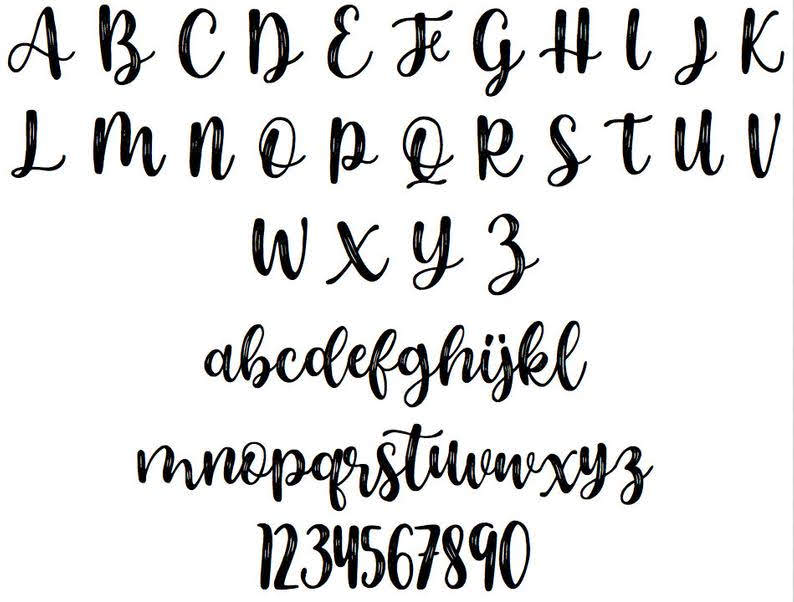 A B C D E F G H I J K
L M N O P Q R S T U V
W X Y Z
abcdefghijkl
mnopqrstuvwxyz
1234567890